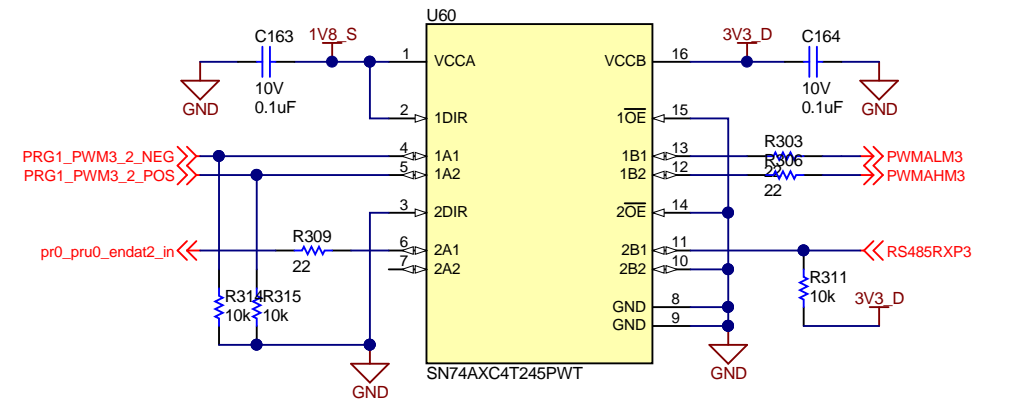 U60
C163
1V8_S
3V3_D
C164
1
VCCA
VCCB
16
10V
0.1uF
GND
10V
0.1uF
GND
2
1DIR
1OE
15
PRG1_PWM3_2_NEG
4
1A1
1B1
13
R303
22
PWMALM3
PRG1_PWM3_2_POS
5
1A2
1B2
12
R306
22
PWMAHM3
3
2DIR
2OE
14
pr0_pru0_endat2_in
R309
22
6
2A1
2B1
11
RS485RXP3
7
2A2
2B2
10
R314
10k
R315
10k
R311
10k
3V3_D
GND
8
GND
9
GND
SN74AXC4T245PWT
GND